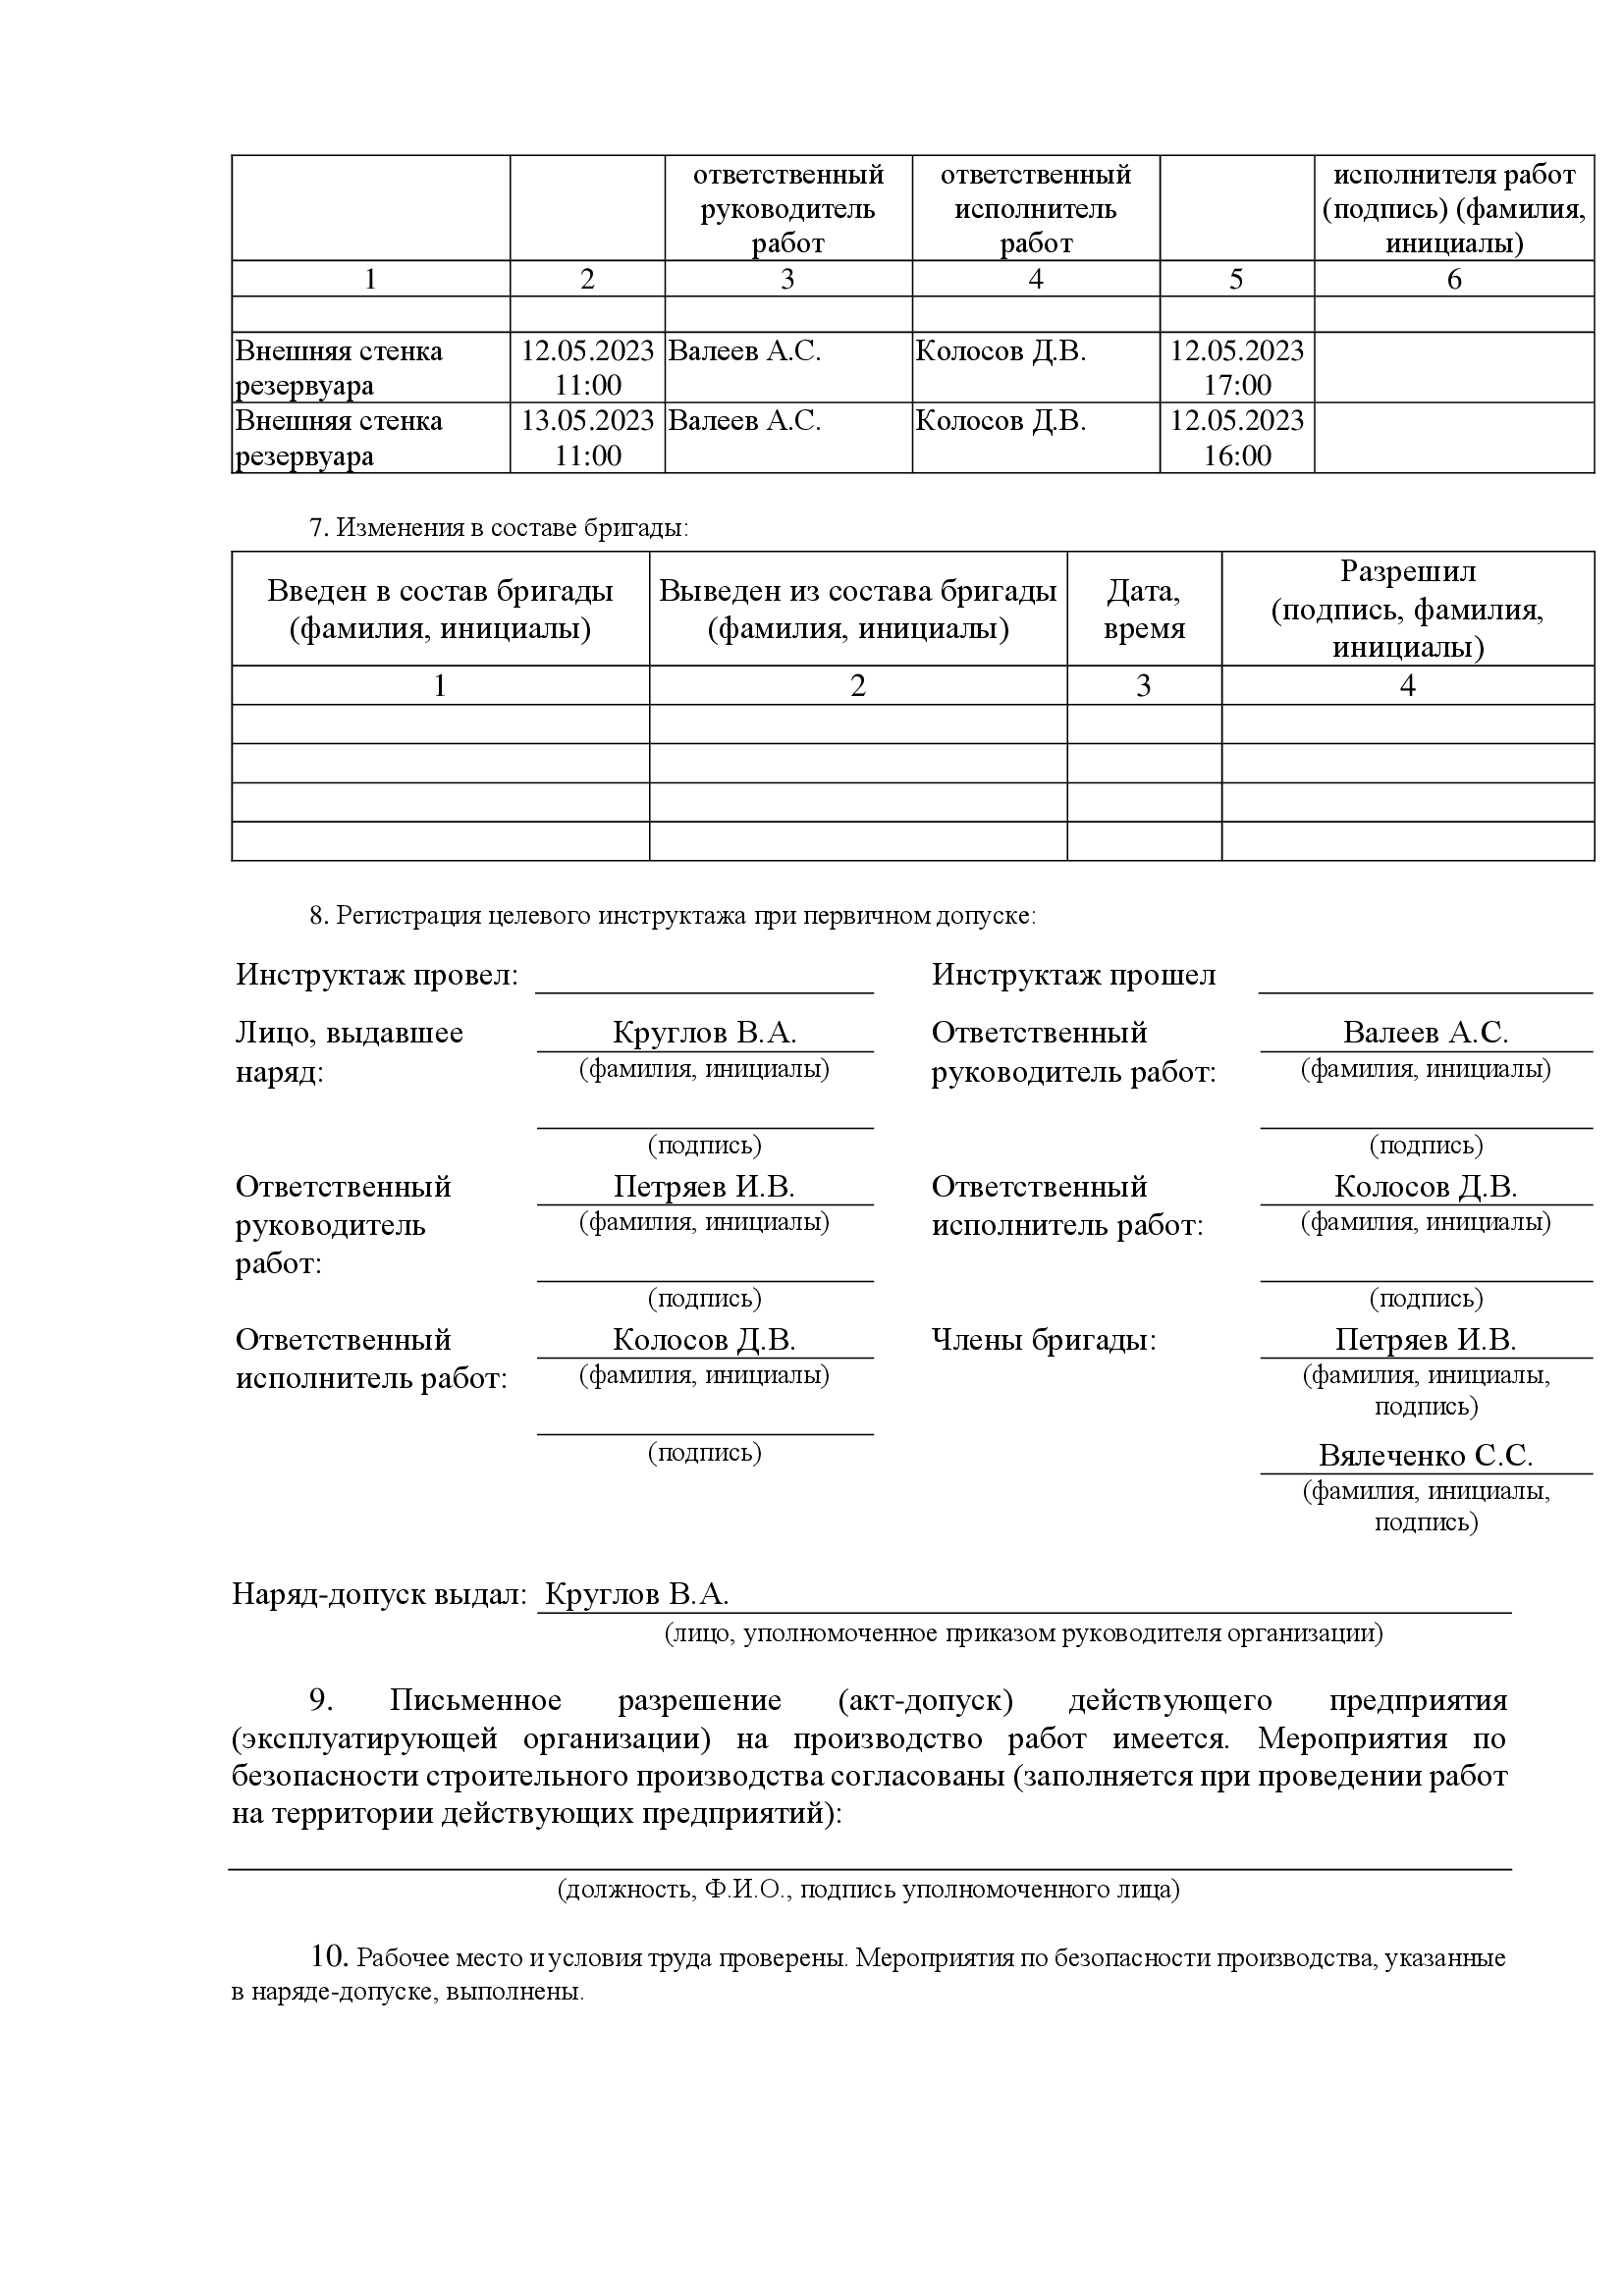 ответственный руководитель работ
ответственный исполнитель работ
исполнителя работ (подпись) (фамилия, инициалы)
1 2 3 4 5 6
Внешняя стенка резервуара 12.05.2023 11:00 Валеев А.С. Колосов Д.В. 12.05.2023 17:00
Внешняя стенка резервуара 13.05.2023 11:00 Валеев А.С. Колосов Д.В. 12.05.2023 16:00
7. Изменения в составе бригады:
Введен в состав бригады (фамилия, инициалы)
Выведен из состава бригады (фамилия, инициалы)
Дата, время
Разрешил (подпись, фамилия, инициалы)
1 2 3 4
8. Регистрация целевого инструктажа при первичном допуске:
Инструктаж провел: Инструктаж прошел
Лицо, выдавшее Круглов В.А. Ответственный Валеев А.С.
наряд: (фамилия, инициалы) руководитель работ: (фамилия, инициалы)
(подпись) (подпись)
Ответственный Петряев И.В. Ответственный Колосов Д.В.
руководитель (фамилия, инициалы) исполнитель работ: (фамилия, инициалы)
работ:
(подпись) (подпись)
Ответственный Колосов Д.В. Члены бригады: Петряев И.В.
исполнитель работ: (фамилия, инициалы) (фамилия, инициалы,
подпись)
(подпись) Вялеченко С.С.
(фамилия, инициалы,
подпись)
Наряд-допуск выдал: Круглов В.А.
(лицо, уполномоченное приказом руководителя организации)
9. Письменное разрешение (акт-допуск) действующего предприятия
(эксплуатирующей организации) на производство работ имеется. Мероприятия по
безопасности строительного производства согласованы (заполняется при проведении работ
на территории действующих предприятий):
(должность, Ф.И.О., подпись уполномоченного лица)
10. Рабочее место и условия труда проверены. Мероприятия по безопасности производства, указанные
в наряде-допуске, выполнены.